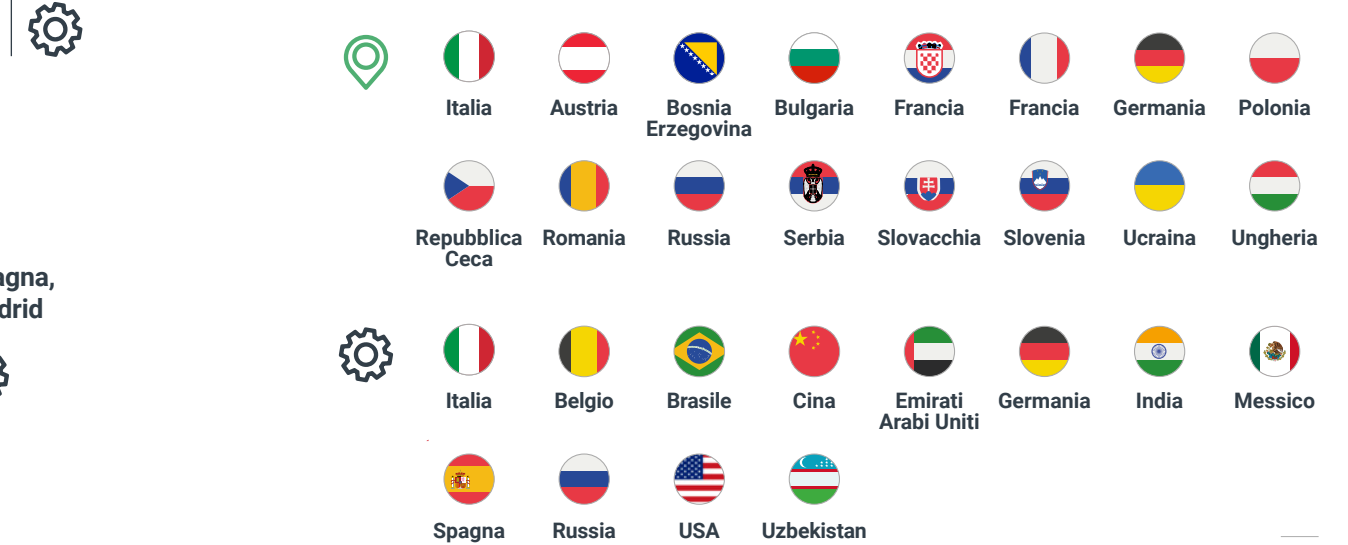 Italia
Austria
Bosnia
Erzegovina
Bulgaria
Francia
Francia
Germania
Polonia
Repubblica
Ceca
Romania
Russia
Serbia
Slovacchia
Slovenia
Ucraina
Ungheria
agna,
drid
Italia
Belgio
Brasile
Cina
Emirati
Arabi Uniti
Germania
India
Messico
Spagna
Russia
USA
Uzbekistan